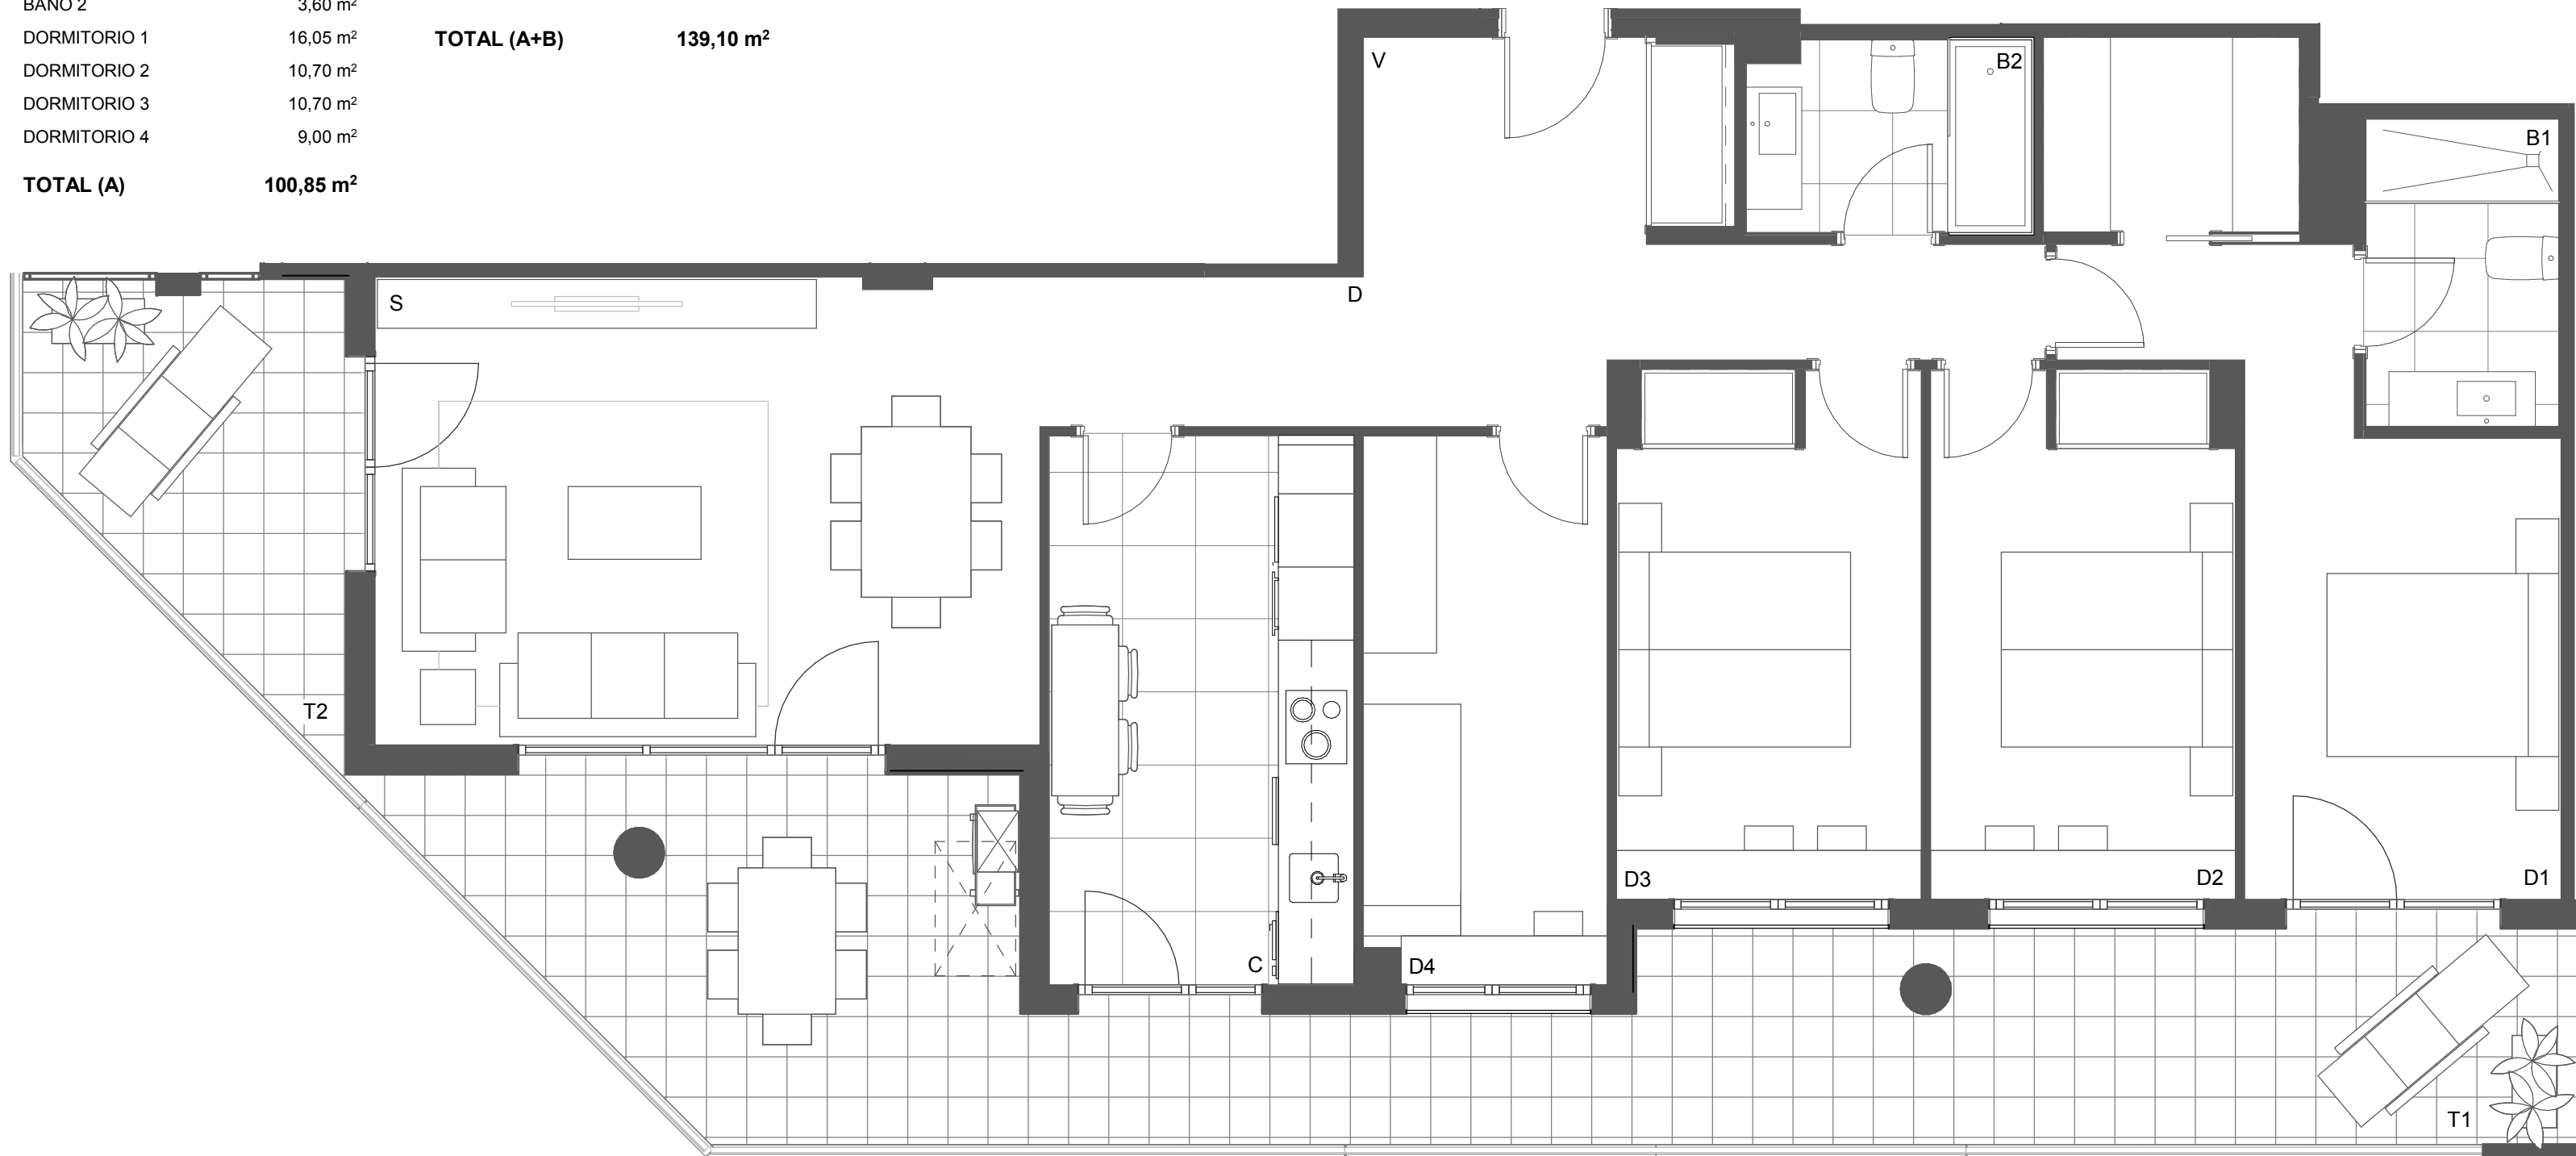 BAÑO 2 3,60 m²
DORMITORIO 1 16,05 m²
TOTAL (A+B) 139,10 m²
DORMITORIO 2 10,70 m²
DORMITORIO 3 10,70 m²
DORMITORIO 4 9,00 m²
TOTAL (A) 100,85 m²
V
B2
B1
S
D
T2
C
D4
D3
D2
D1
T1